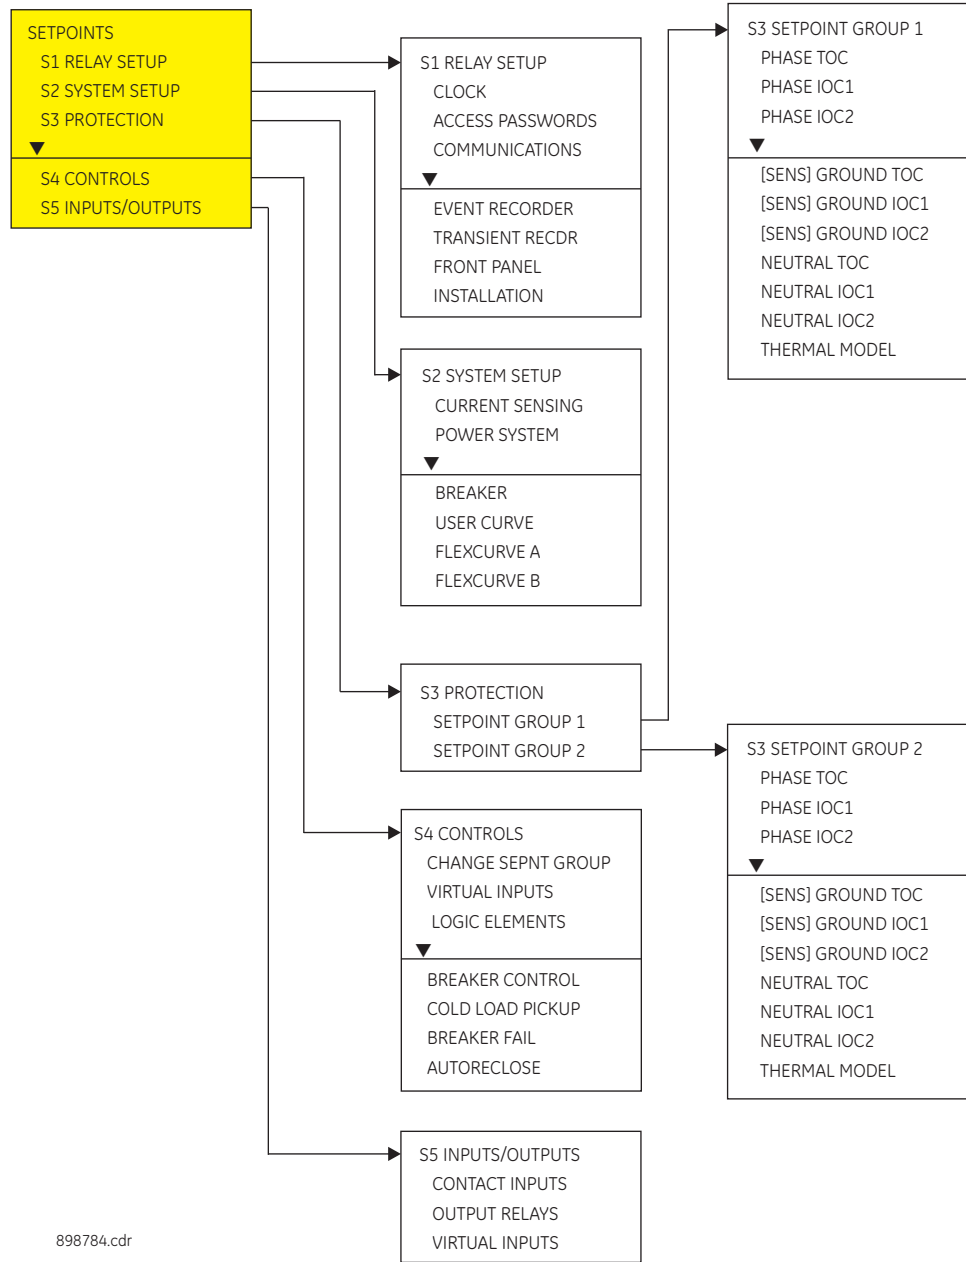 SETPOINTS
S1 RELAY SETUP
S2 SYSTEM SETUP
S3 PROTECTION
▼
S4 CONTROLS
S5 INPUTS/OUTPUTS
S1 RELAY SETUP
CLOCK
ACCESS PASSWORDS
COMMUNICATIONS
▼
EVENT RECORDER
TRANSIENT RECDR
FRONT PANEL
INSTALLATION
S2 SYSTEM SETUP
CURRENT SENSING
POWER SYSTEM
▼
BREAKER
USER CURVE
FLEXCURVE A
FLEXCURVE B
S3 PROTECTION
SETPOINT GROUP 1
SETPOINT GROUP 2
S4 CONTROLS
CHANGE SEPNT GROUP
VIRTUAL INPUTS
LOGIC ELEMENTS
▼
BREAKER CONTROL
COLD LOAD PICKUP
BREAKER FAIL
AUTORECLOSE
S5 INPUTS/OUTPUTS
CONTACT INPUTS
OUTPUT RELAYS
VIRTUAL INPUTS
S3 SETPOINT GROUP 1
PHASE TOC
PHASE IOC1
PHASE IOC2
▼
[SENS] GROUND TOC
[SENS] GROUND IOC1
[SENS] GROUND IOC2
NEUTRAL TOC
NEUTRAL IOC1
NEUTRAL IOC2
THERMAL MODEL
S3 SETPOINT GROUP 2
PHASE TOC
PHASE IOC1
PHASE IOC2
▼
[SENS] GROUND TOC
[SENS] GROUND IOC1
[SENS] GROUND IOC2
NEUTRAL TOC
NEUTRAL IOC1
NEUTRAL IOC2
THERMAL MODEL
898784.cdr